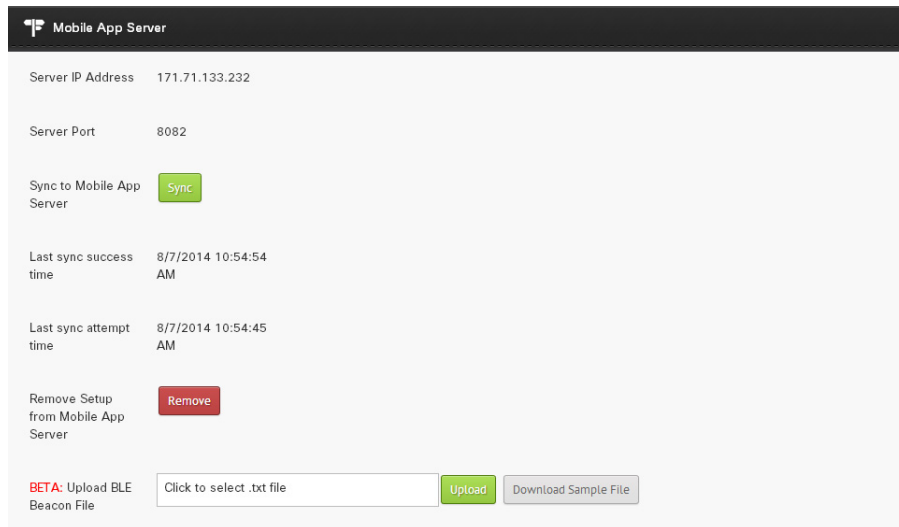 Mobile App Server
Server IP Address 171.71.133.232
Server Port 8082
Sync to Mobile App Sync
Server
Last sync success 8/7/2014 10:54:54
time AM
Last sync attempt 8/7/2014 10:54:45
time AM
Remove Setup Remove
from Mobile App
Server
BETA: Upload BLE Click to select .txt file Upload Download Sample File
Beacon File